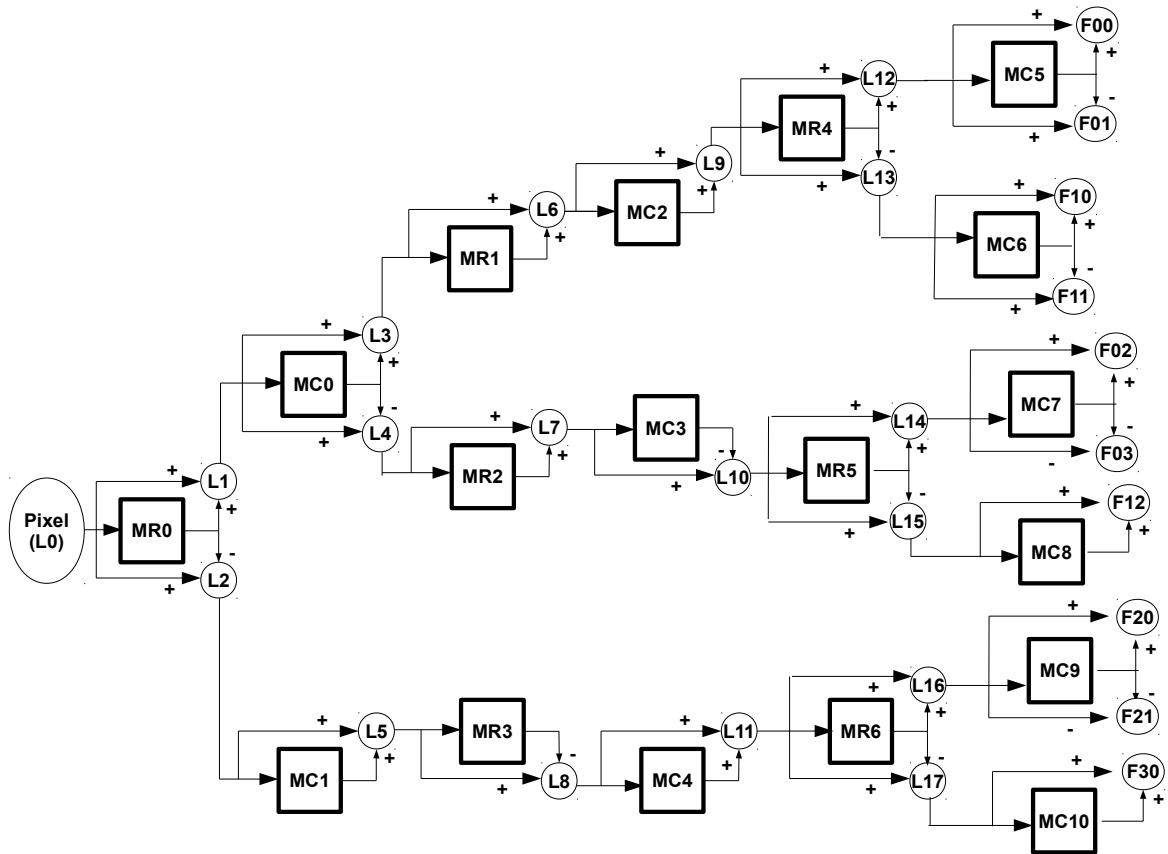 F00
+
+
MC5
-
F01
+
L12
+
+
MR4
-
L13
+
F10
+
+
MC6
-
F11
+
L9
+
+
MC2
L6
+
+
MR1
L3
+
+
MC0
-
L4
+
L7
+
+
MR2
MC3
-
L10
+
L14
+
+
MR5
-
L15
+
F02
+
+
MC7
-
F03
-
F12
+
+
MC8
Pixel
(L0)
L1
+
+
MR0
-
L2
+
L5
+
+
MC1
MR3
-
L8
+
L11
+
+
MC4
L16
+
+
MR6
-
L17
+
F20
+
+
MC9
-
F21
-
F30
+
+
MC10